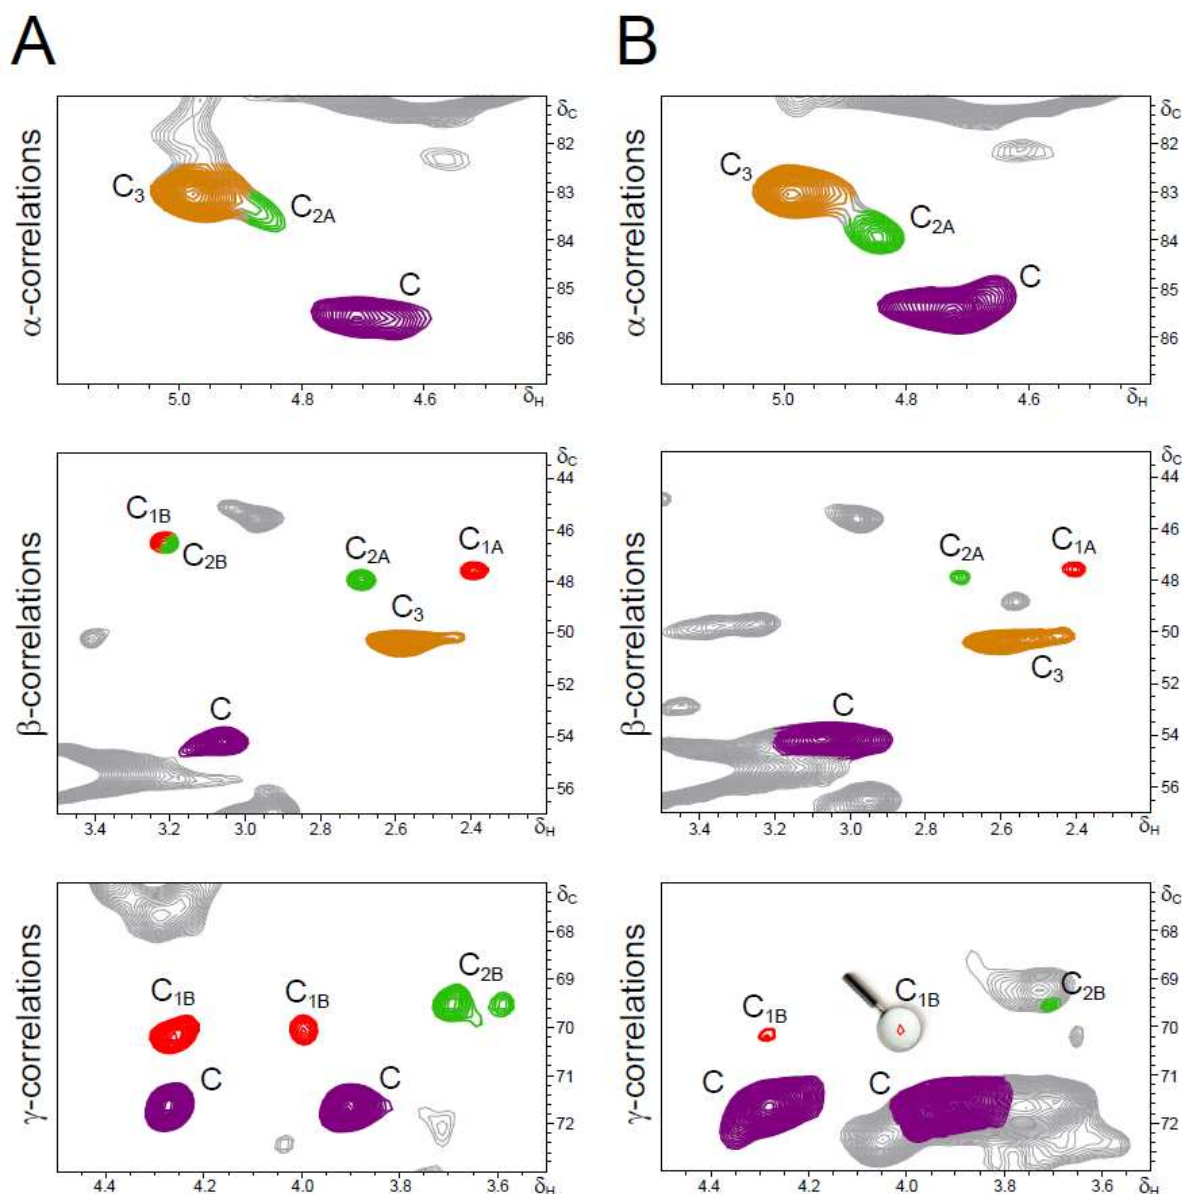 A B
α-correlations
δC
82
83
84
85
86
C3
C2A
C
5.0 4.8 4.6 δH
α-correlations
δC
82
83
84
85
86
C3
C2A
C
5.0 4.8 4.6 δH
β-correlations
δC
44
46
48
50
52
54
56
C1B
C2B
C2A
C1A
C3
C
3.4 3.2 3.0 2.8 2.6 2.4 δH
β-correlations
δC
44
46
48
50
52
54
56
C2A
C1A
C3
C
3.4 3.2 3.0 2.8 2.6 2.4 δH
γ-correlations
δC
68
69
70
71
72
C2B
C1B C1B
C C
4.4 4.2 4.0 3.8 3.6 δH
γ-correlations
δC
68
69
70
71
72
C1B C1B C2B
C C
4.4 4.2 4.0 3.8 3.6 δH